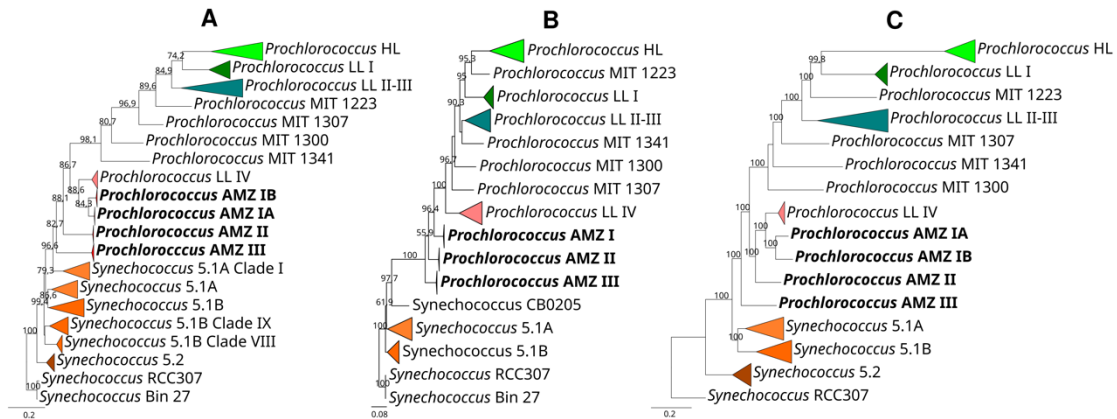 A
Prochlorococcus HL
74,2
84,9
Prochlorococcus LL I
89,6
Prochlorococcus LL II-III
96,9
Prochlorococcus MIT 1223
80,7
Prochlorococcus MIT 1307
98,1
Prochlorococcus MIT 1300
Prochlorococcus MIT 1341
86,7
Prochlorococcus LL IV
88,6
Prochlorococcus AMZ IB
88,1
84,3
Prochlorococcus AMZ IA
82,7
Prochlorococcus AMZ II
96,6
Prochlorocccus AMZ III
79,3
Synechococcus 5.1A Clade I
86,6
Synechococcus 5.1A
99,4
Synechococcus 5.1B
Synechococcus 5.1B Clade IX
100
Synechococcus 5.1B Clade VIII
Synechococcus 5.2
Synechococcus RCC307
100
Synechococcus Bin 27
0.2
B
Prochlorococcus HL
95,3
95
Prochlorococcus MIT 1223
90,3
Prochlorococcus LL I
Prochlorococcus LL II-III
Prochlorococcus MIT 1341
96,7
Prochlorococcus MIT 1300
100
Prochlorococcus MIT 1307
96,4
Prochlorococcus LL IV
55,9
Prochlorococcus AMZ I
100
Prochlorococcus AMZ II
97,7
Prochlorococcus AMZ III
61,9
Synechococcus CB0205
100
Synechococcus 5.1A
Synechococcus 5.1B
100
Synechococcus RCC307
Synechococcus Bin 27
0.08
C
Prochlorococcus HL
99,8
Prochlorococcus LL I
100
Prochlorococcus MIT 1223
100
Prochlorococcus LL II-III
100
Prochlorococcus MIT 1307
100
Prochlorococcus MIT 1341
100
Prochlorococcus MIT 1300
100
Prochlorococcus LL IV
100
Prochlorococcus AMZ IA
100
100
100
Prochlorococcus AMZ IB
Prochlorococcus AMZ II
100
Prochlorococcus AMZ III
Synechococcus 5.1A
100
Synechococcus 5.1B
Synechococcus 5.2
Synechococcus RCC307
0.2